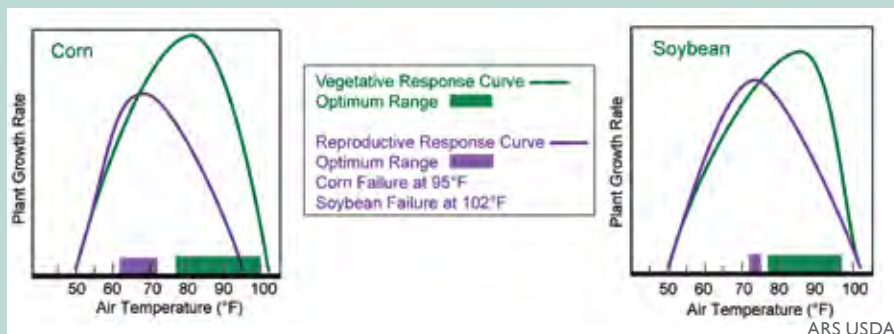 Corn
Plant Growth Rate
50 60 70 80 90 100
Air Temperature (°F)
Vegetative Response Curve
Optimum Range
Reproductive Response Curve
Optimum Range
Corn Failure at 95°F
Soybean Failure at 102°F
Soybean
Plant Growth Rate
50 60 70 80 90 100
Air Temperature (°F)
ARS USDA